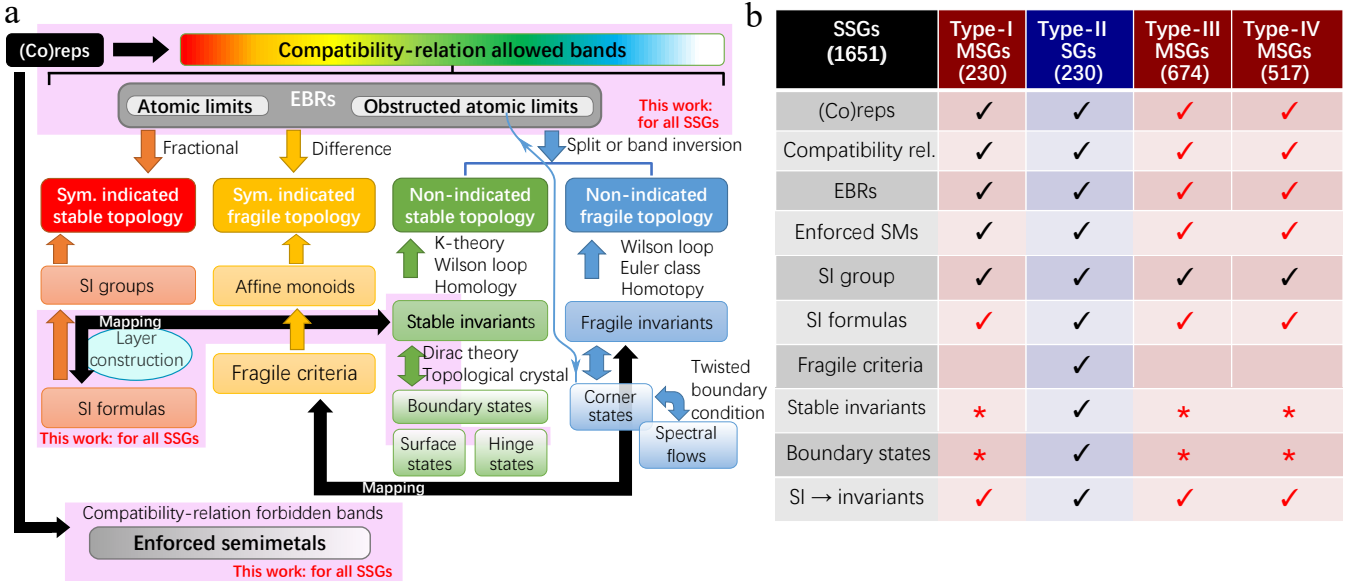 a
(Co)reps
Compatibility-relation allowed bands
EBRs
Atomic limits
Obstructed atomic limits
This work:
for all SSGs
Fractional
Difference
Split or band inversion
Sym. indicated
stable topology
Sym. indicated
fragile topology
Non-indicated
stable topology
Non-indicated
fragile topology
K-theory
Wilson loop
Homology
Wilson loop
Euler class
Homotopy
SI groups
Affine monoids
Mapping
Stable invariants
Fragile invariants
Layer
construction
Fragile criteria
Dirac theory
Topological crystal
Twisted
boundary
condition
SI formulas
This work: for all SSGs
Boundary states
Corner
states
Surface
states
Hinge
states
Spectral
flows
Mapping
Compatibility-relation forbidden bands
Enforced semimetals
This work: for all SSGs
b
SSGs
(1651)
Type-I
MSGs
(230)
Type-II
SGs
(230)
Type-III
MSGs
(674)
Type-IV
MSGs
(517)
(Co)reps ✓ ✓ ✓ ✓
Compatibility rel. ✓ ✓ ✓ ✓
EBRs ✓ ✓ ✓ ✓
Enforced SMs ✓ ✓ ✓ ✓
SI group ✓ ✓ ✓ ✓
SI formulas ✓ ✓ ✓ ✓
Fragile criteria ✓
Stable invariants * ✓ * *
Boundary states * ✓ * *
SI → invariants ✓ ✓ ✓ ✓